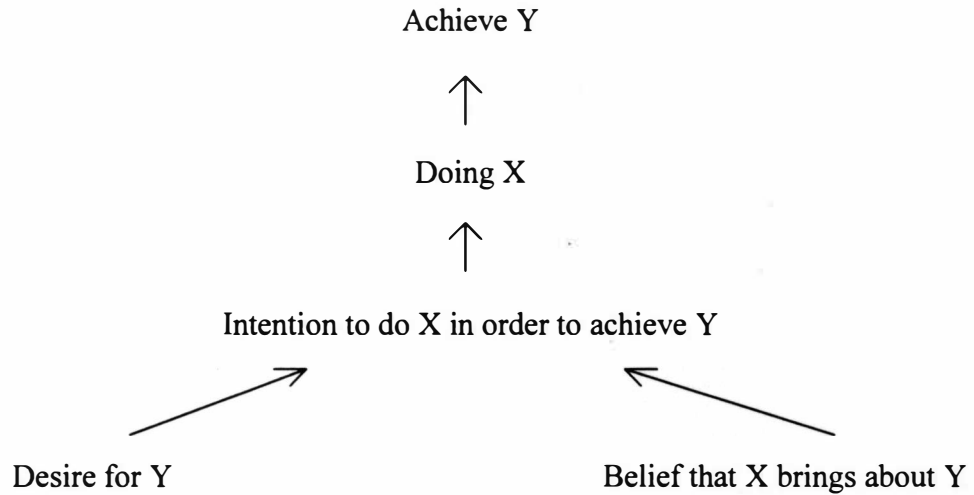 Achieve Y
Doing X
Intention to do X in order to achieve Y
Desire for Y
Belief that X brings about Y